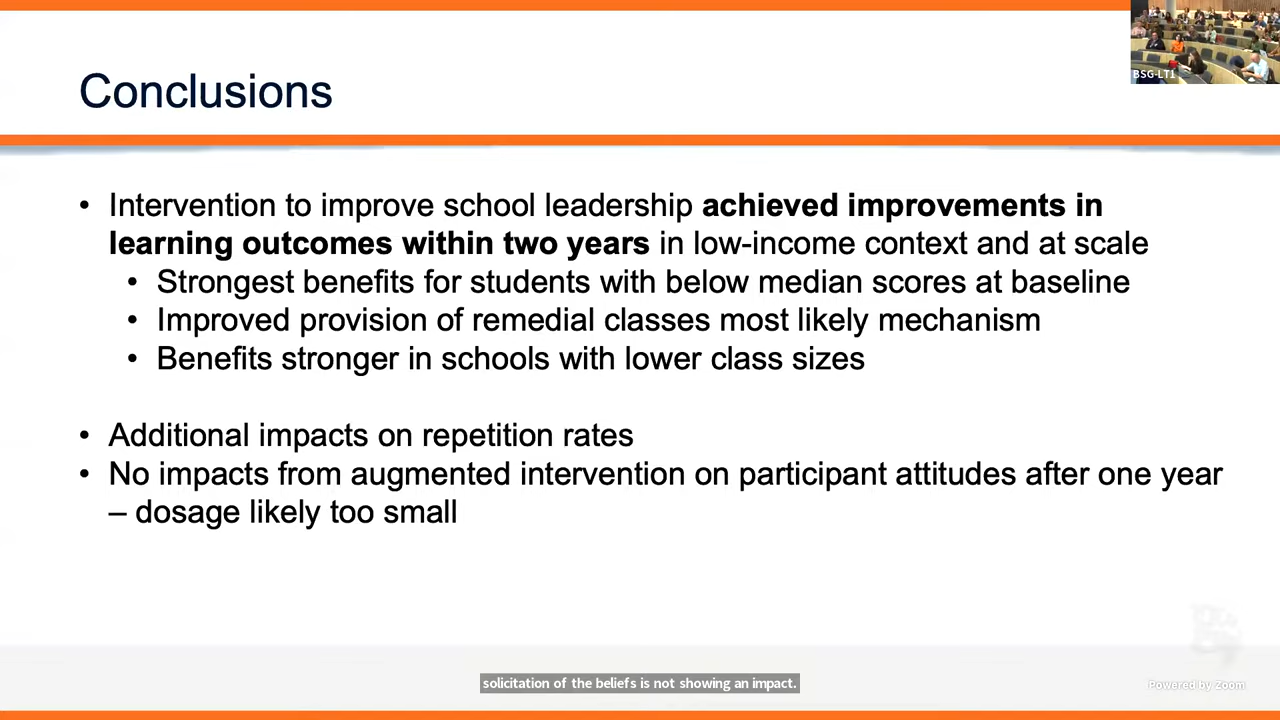 BSG-LT1
Conclusions
• Intervention to improve school leadership achieved improvements in
learning outcomes within two years in low-income context and at scale
• Strongest benefits for students with below median scores at baseline
• Improved provision of remedial classes most likely mechanism
• Benefits stronger in schools with lower class sizes
• Additional impacts on repetition rates
• No impacts from augmented intervention on participant attitudes after one year
– dosage likely too small
solicitation of the beliefs is not showing an impact.
Powered by Zoom